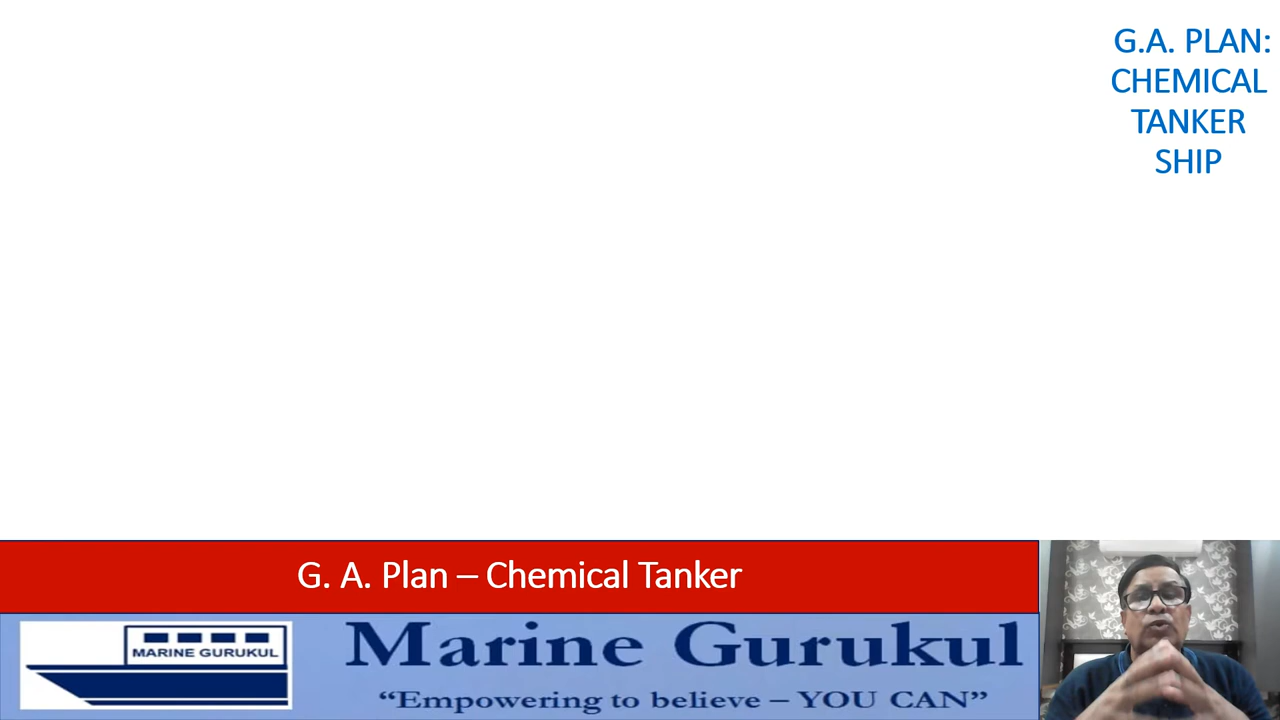 G.A. PLAN:
CHEMICAL
TANKER
SHIP
G. A. Plan – Chemical Tanker
MARINE GURUKUL
Marine Gurukul
“Empowering to believe – YOU CAN”